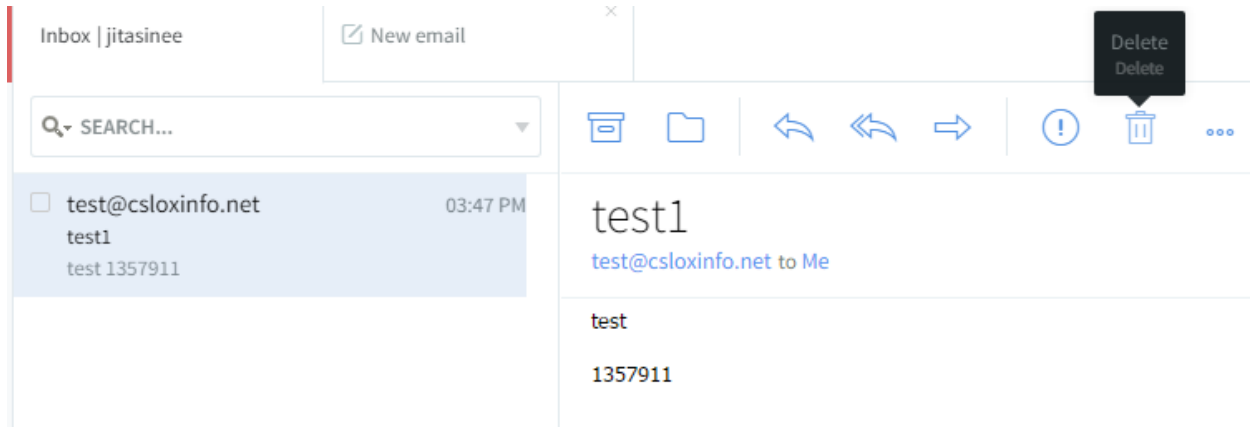 Inbox | jitasinee
New email
Delete
Delete
SEARCH...
test@csloxinfo.net 03:47 PM
test1
test 1357911
test1
test@csloxinfo.net to Me
test
1357911